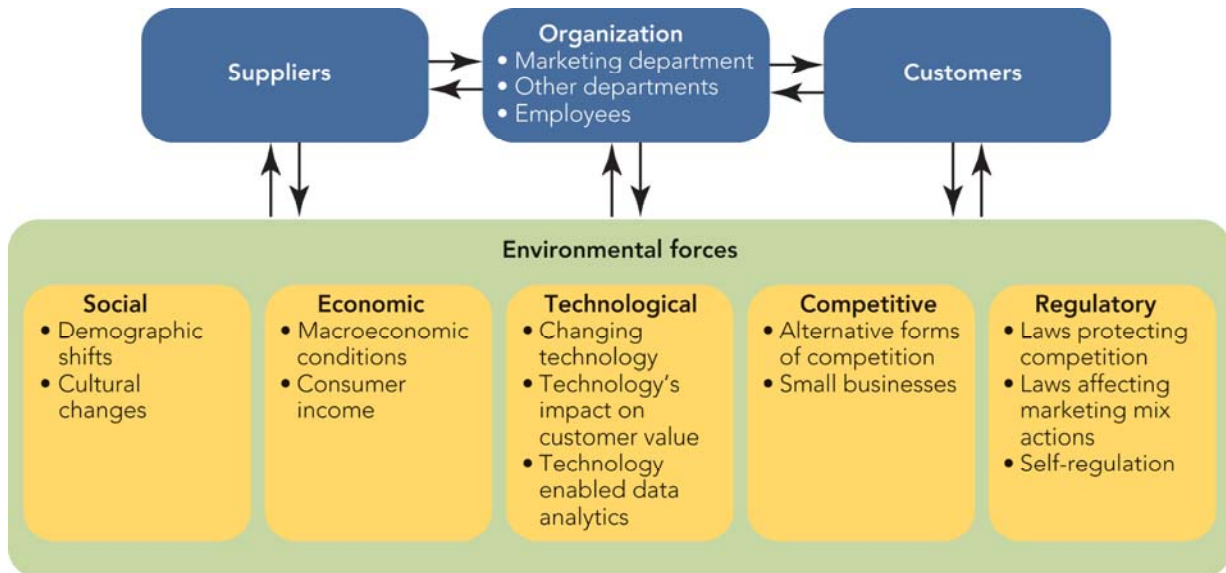 Suppliers
Organization
• Marketing department
• Other departments
• Employees
Customers
Environmental forces
Social
• Demographic
shifts
• Cultural
changes
Economic
• Macroeconomic
conditions
• Consumer
income
Technological
• Changing
technology
• Technology’s
impact on
customer value
• Technology
enabled data
analytics
Competitive
• Alternative forms
of competition
• Small businesses
Regulatory
• Laws protecting
competition
• Laws affecting
marketing mix
actions
• Self-regulation